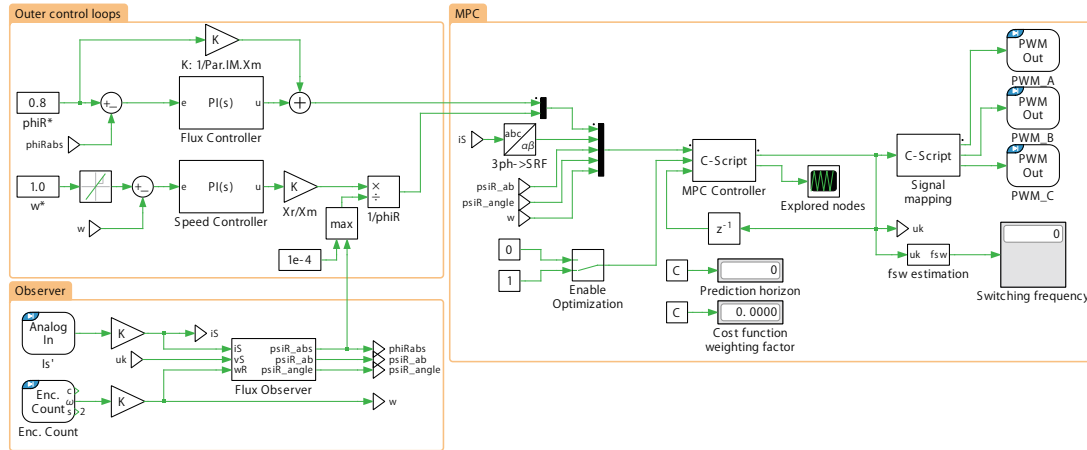 Outer control loops
K
K: 1/Par.IM.Xm
0.8
phiR*
+
−
e PI(s) u
Flux Controller
+
phiRabs
1.0
w*
+
−
e PI(s) u
Speed Controller
K
Xr/Xm
×
÷
1/phiR
w
max
1e-4
Observer
Analog
In
Is'
K
iS
uk
iS
vS
wR
psiR_abs
psiR_ab
psiR_angle
Flux Observer
phiRabs
psiR_ab
psiR_angle
Enc.
Count
c
ω
s
2
Enc. Count
K
w
MPC
iS
abc
αβ
3ph->SRF
psiR_ab
psiR_angle
w
0
1
Enable
Optimization
C-Script
MPC Controller
Explored nodes
z⁻¹
C
0
Prediction horizon
C
0. 0000
Cost function
weighting factor
C-Script
Signal
mapping
PWM
Out
PWM_A
PWM
Out
PWM_B
PWM
Out
PWM_C
uk
uk fsw
fsw estimation
0
Switching frequency